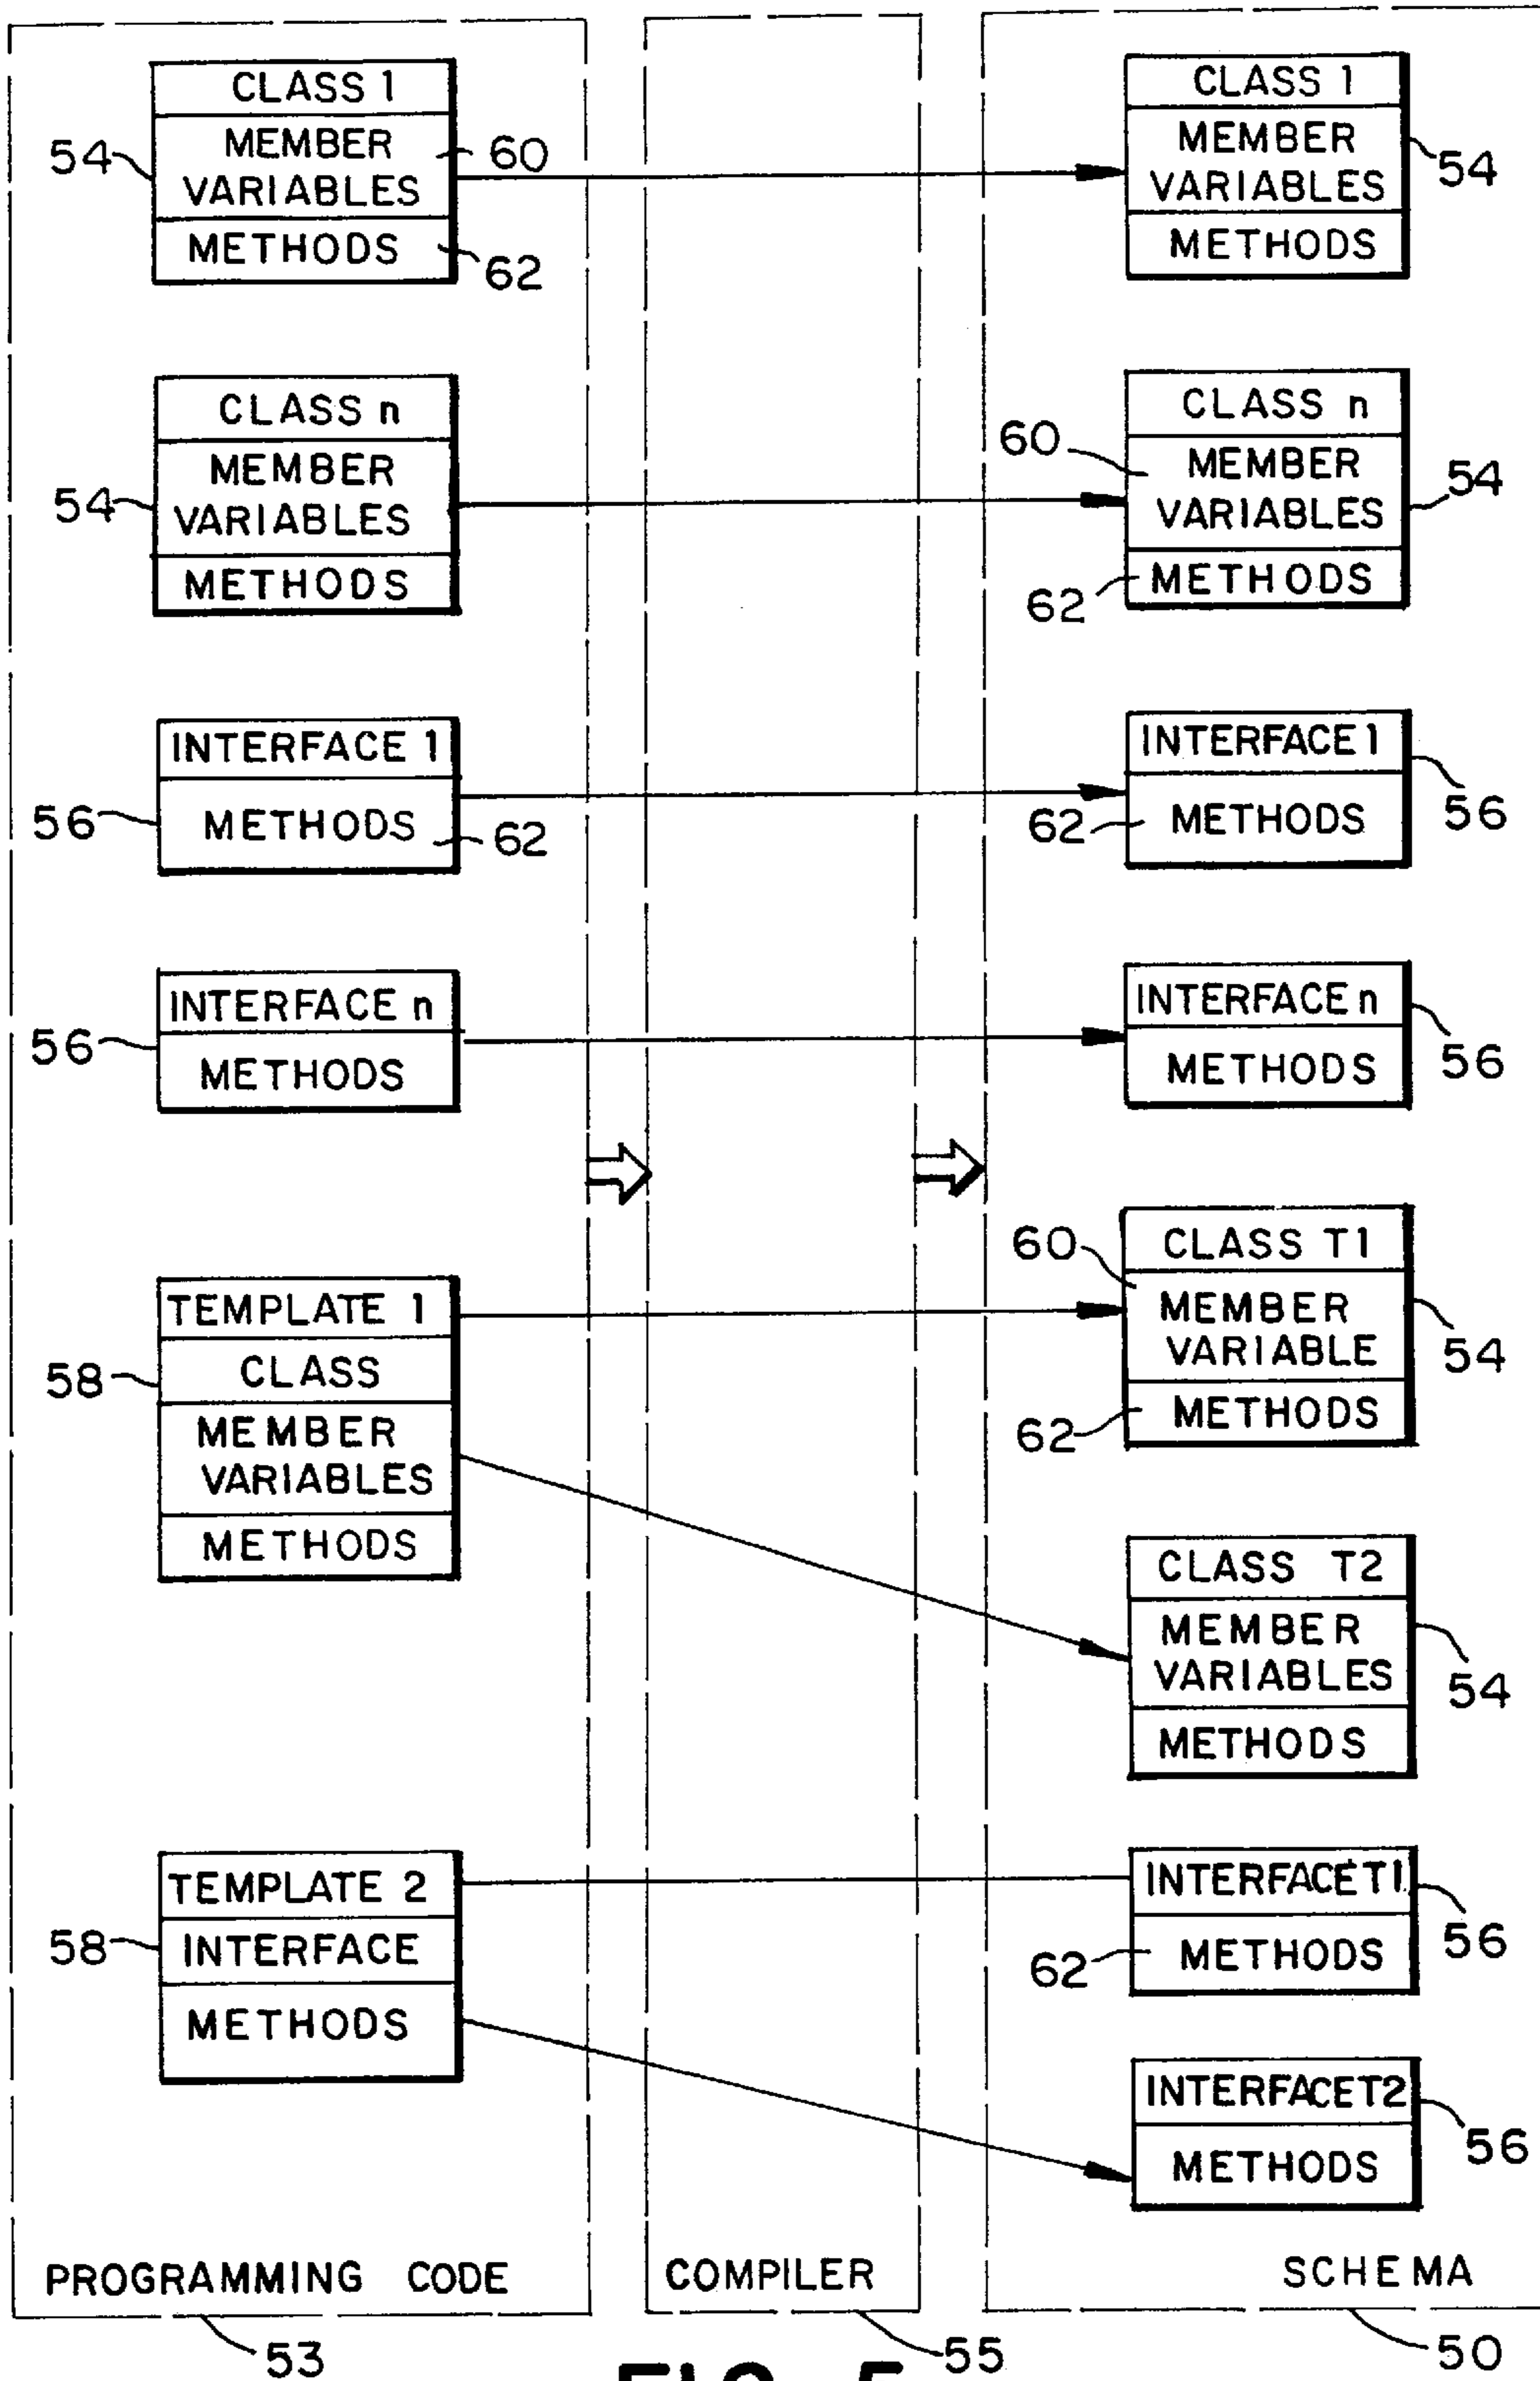 CLASS 1
MEMBER
VARIABLES
METHODS
54
60
62
CLASS n
MEMBER
VARIABLES
METHODS
54
INTERFACE 1
METHODS
56
62
INTERFACE n
METHODS
56
TEMPLATE 1
CLASS
MEMBER
VARIABLES
METHODS
58
TEMPLATE 2
INTERFACE
METHODS
58
PROGRAMMING CODE
53
COMPILER
55
CLASS 1
MEMBER
VARIABLES
METHODS
54
CLASS n
60
MEMBER
VARIABLES
54
62
METHODS
INTERFACE 1
62
METHODS
56
INTERFACE n
METHODS
56
CLASS T1
60
MEMBER
VARIABLE
54
62
METHODS
CLASS T2
MEMBER
VARIABLES
54
METHODS
INTERFACE T1
62
METHODS
56
INTERFACE T2
METHODS
56
SCHEMA
50